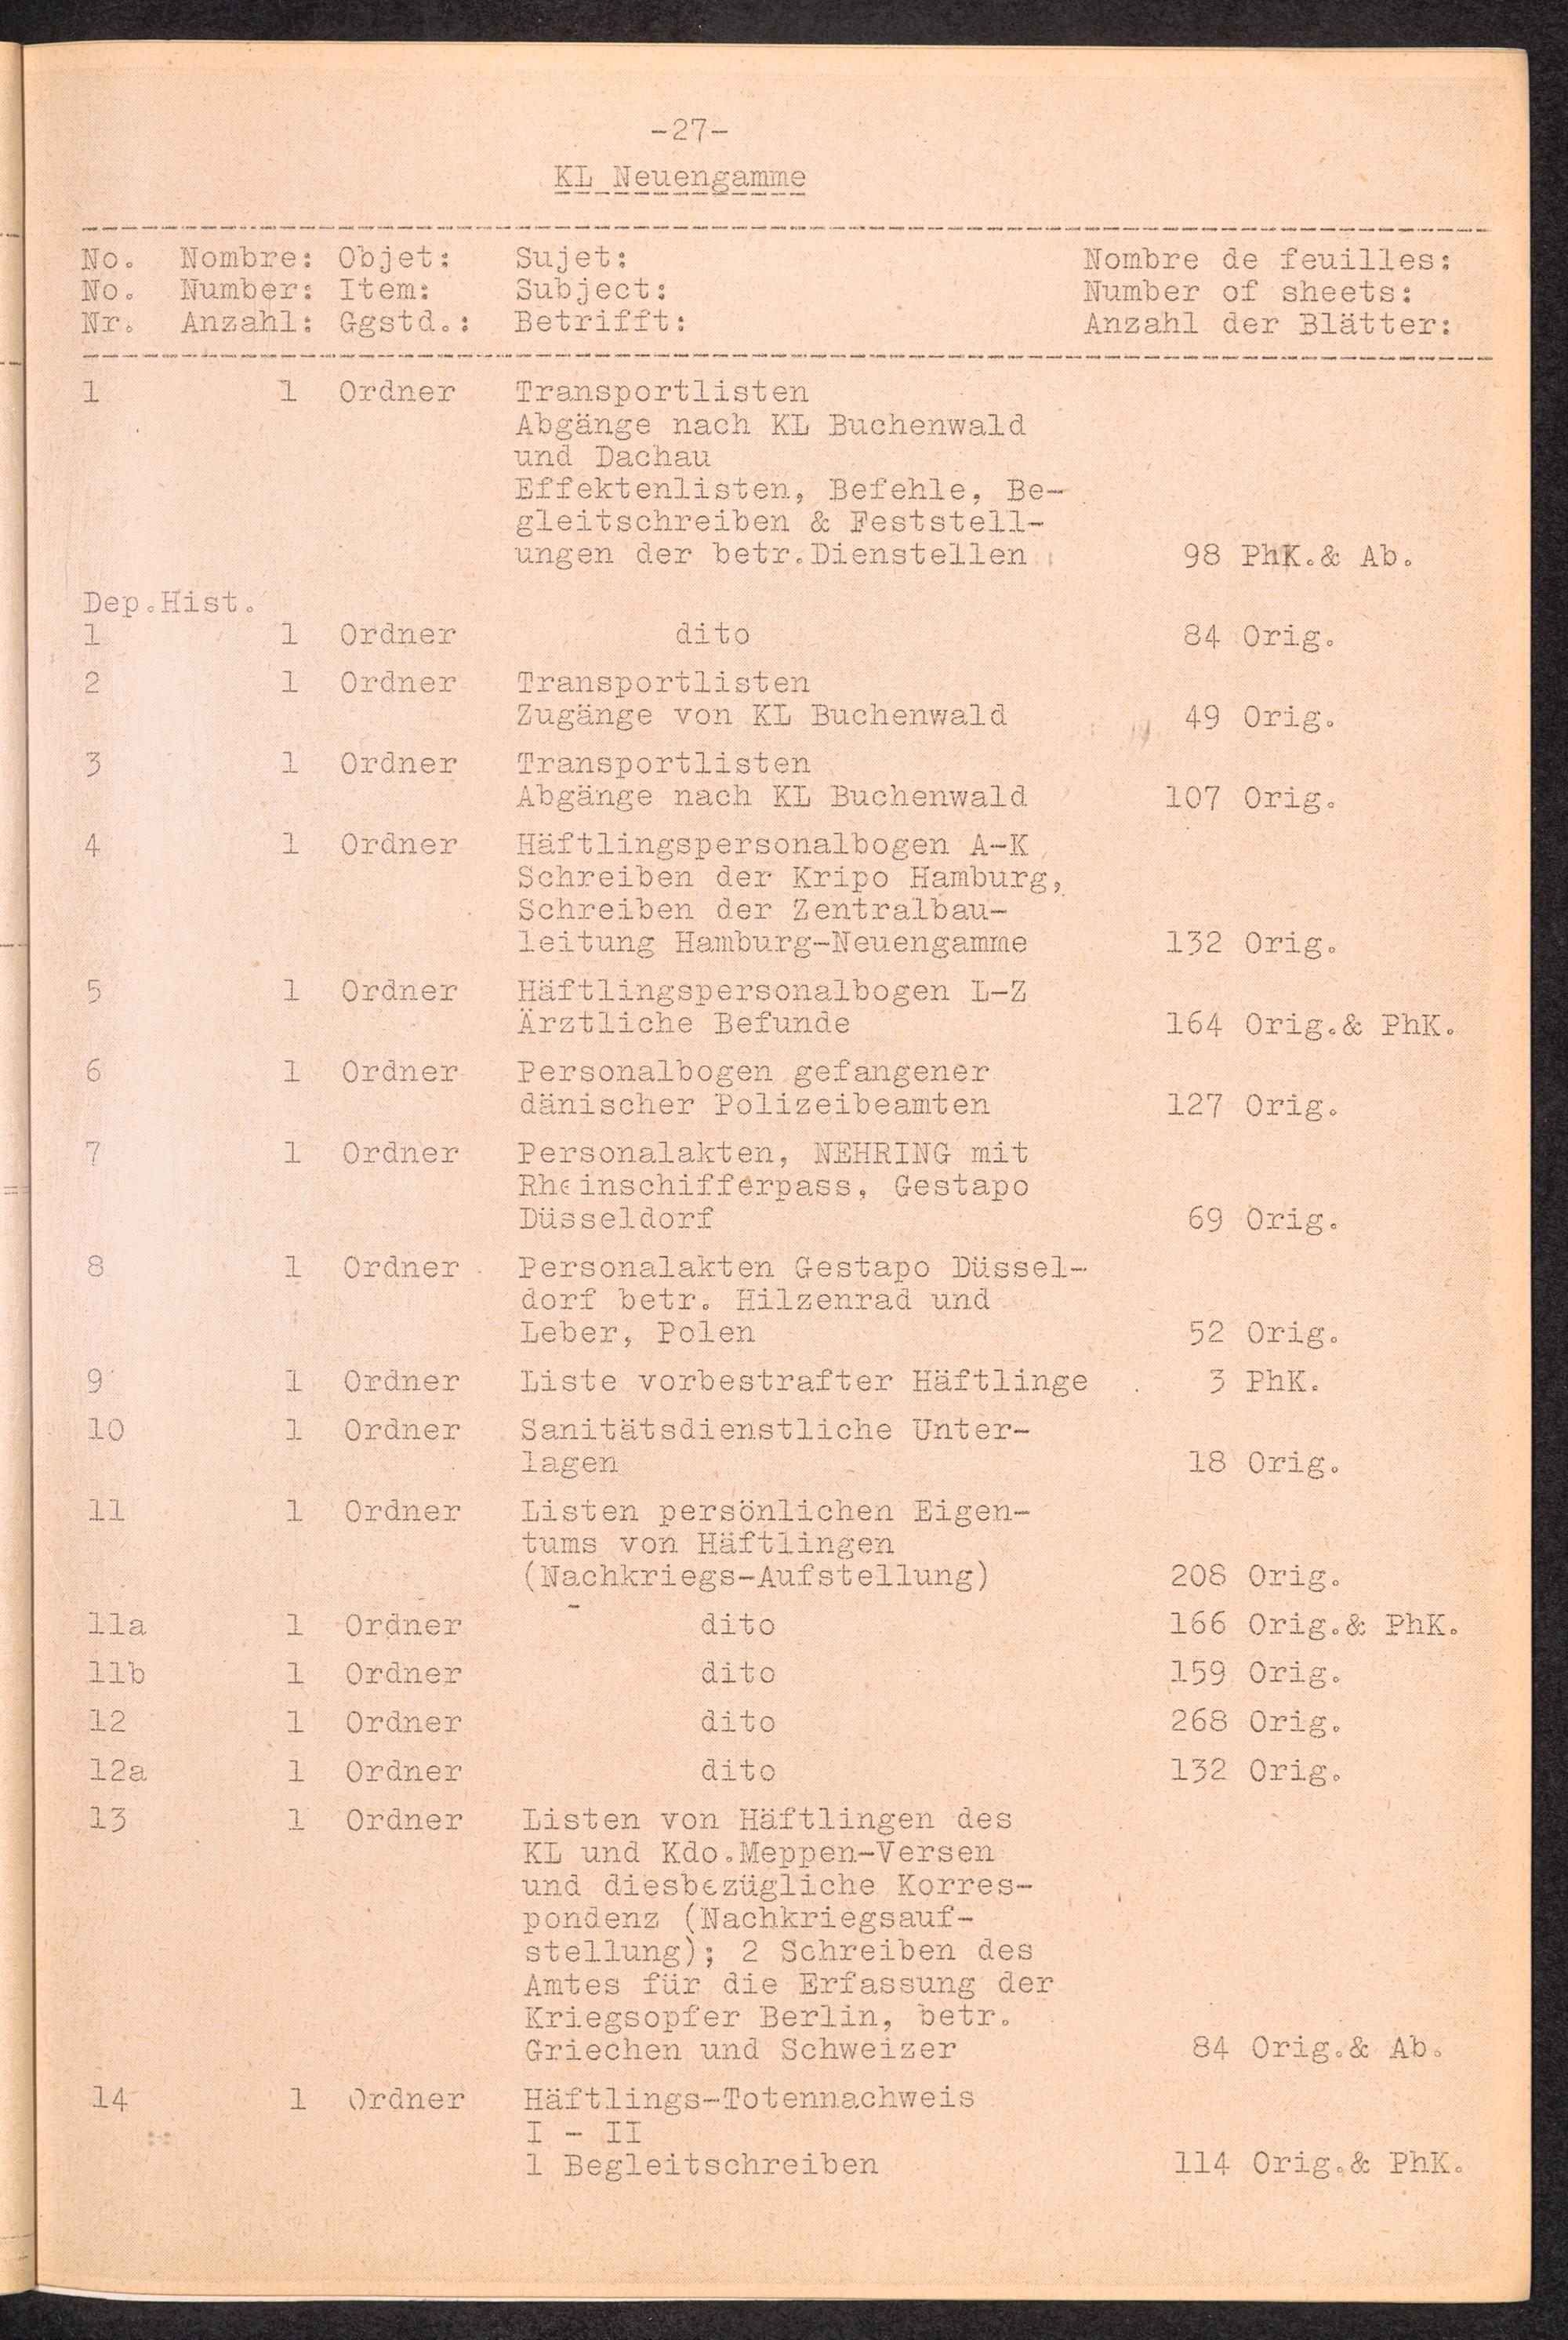 -27-
KL Neuengamme
No. Nombre: Objet: Sujet: Nombre de feuilles:
No. Number: Item: Subject: Number of sheets:
Nr. Anzahl: Ggstd.: Betrifft: Anzahl der Blätter:
1 1 Ordner Transportlisten
Abgänge nach KL Buchenwald
und Dachau
Effektenlisten, Befehle, Be-
gleitschreiben & Feststell-
ungen der betr.Dienstellen 98 PhK.& Ab.
Dep.Hist.
1 1 Ordner dito 84 Orig.
2 1 Ordner Transportlisten
Zugänge von KL Buchenwald 49 Orig.
3 1 Ordner Transportlisten
Abgänge nach KL Buchenwald 107 Orig.
4 1 Ordner Häftlingspersonalbogen A-K
Schreiben der Kripo Hamburg,
Schreiben der Zentralbau-
leitung Hamburg-Neuengamme 132 Orig.
5 1 Ordner Häftlingspersonalbogen L-Z
Ärztliche Befunde 164 Orig.& PhK.
6 1 Ordner Personalbogen gefangener
dänischer Polizeibeamten 127 Orig.
7 1 Ordner Personalakten, NEHRING mit
Rheinschifferpass, Gestapo
Düsseldorf 69 Orig.
8 1 Ordner Personalakten Gestapo Düssel-
dorf betr. Hilzenrad und
Leber, Polen 52 Orig.
9 1 Ordner Liste vorbestrafter Häftlinge 3 PhK.
10 1 Ordner Sanitätsdienstliche Unter-
lagen 18 Orig.
11 1 Ordner Listen persönlichen Eigen-
tums von Häftlingen
(Nachkriegs-Aufstellung) 208 Orig.
11a 1 Ordner dito 166 Orig.& PhK.
11b 1 Ordner dito 159 Orig.
12 1 Ordner dito 268 Orig.
12a 1 Ordner dito 132 Orig.
13 1 Ordner Listen von Häftlingen des
KL und Kdo.Meppen-Versen
und diesbezügliche Korres-
pondenz (Nachkriegsauf-
stellung); 2 Schreiben des
Amtes für die Erfassung der
Kriegsopfer Berlin, betr.
Griechen und Schweizer 84 Orig.& Ab.
14 1 Ordner Häftlings-Totennachweis
I - II
1 Begleitschreiben 114 Orig.& PhK.